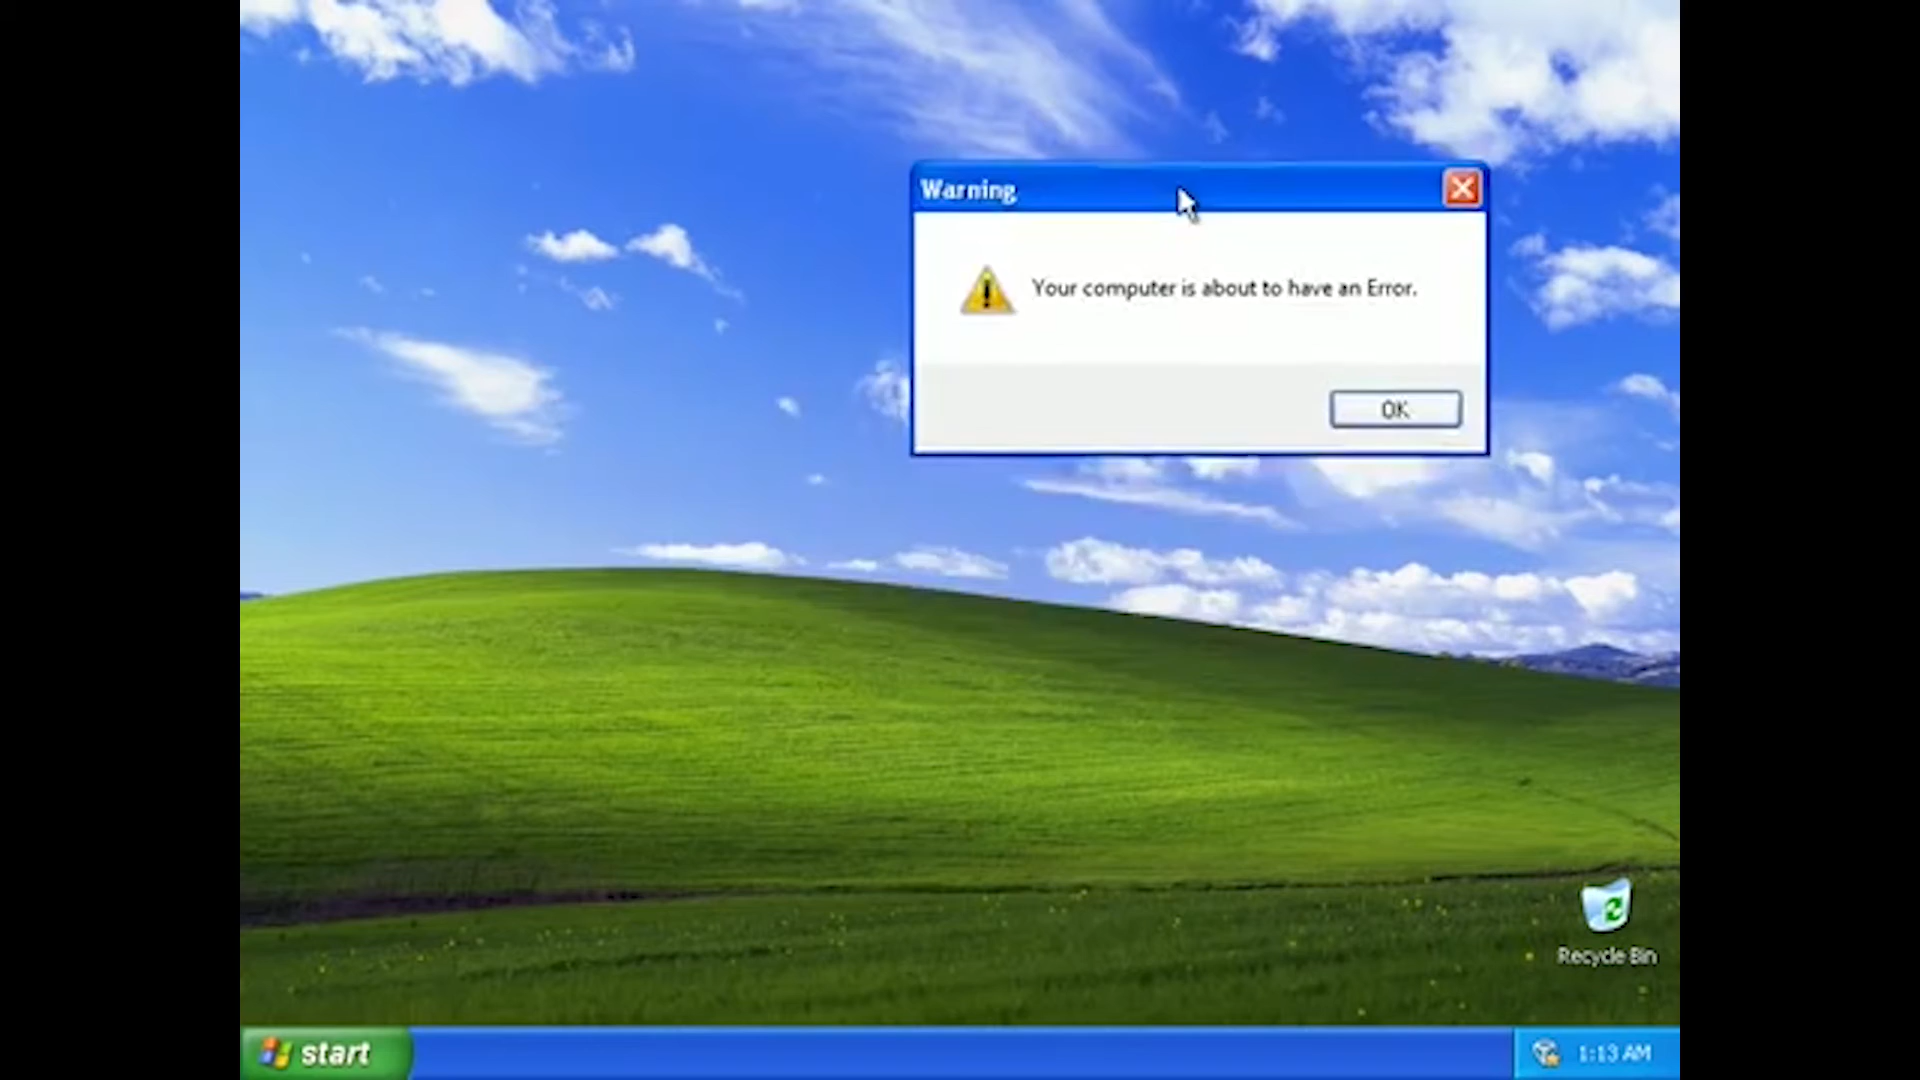 Warning
Your computer is about to have an Error.
OK
Recycle Bin
start
1:13 AM